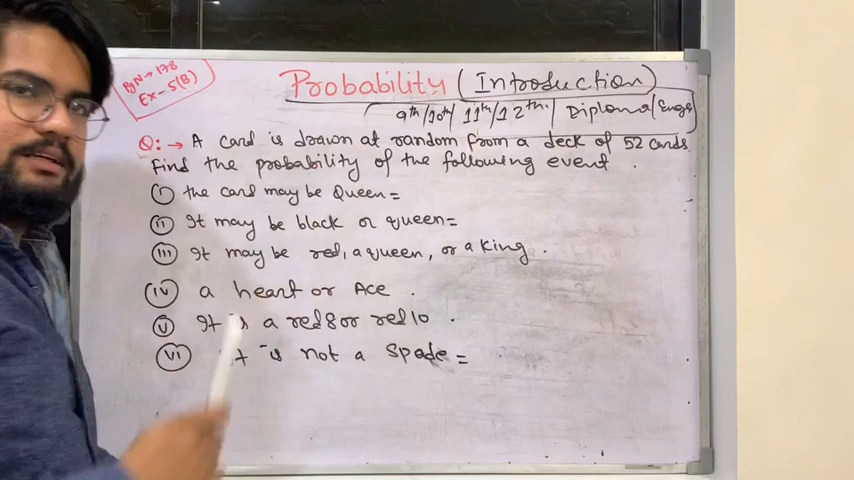 Pg N → 178
Ex - 5(B)
Probability (Introduction)
9th/10th/ 11th/12th. / Diploma/Engg
Q: → A card is drawn at random from a deck of 52 cards.
Find the probability of the following event .
(i) the card may be Queen =
(ii) It may be black or queen =
(iii) It may be red, a queen, or a king .
(iv) a heart or Ace .
(v) It is a red 8 or red 10 .
(vi) It is not a spade =